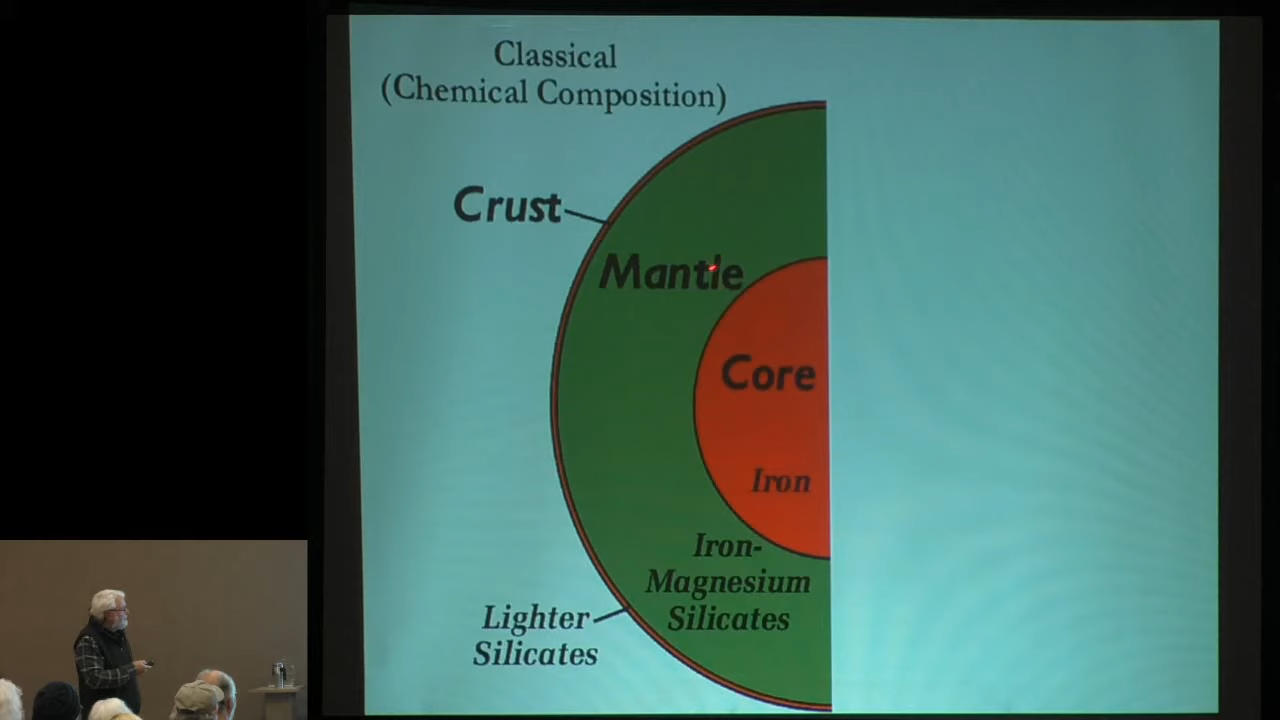 Classical
(Chemical Composition)
Crust
Mantle
Core
Iron
Iron-
Magnesium
Silicates
Lighter
Silicates